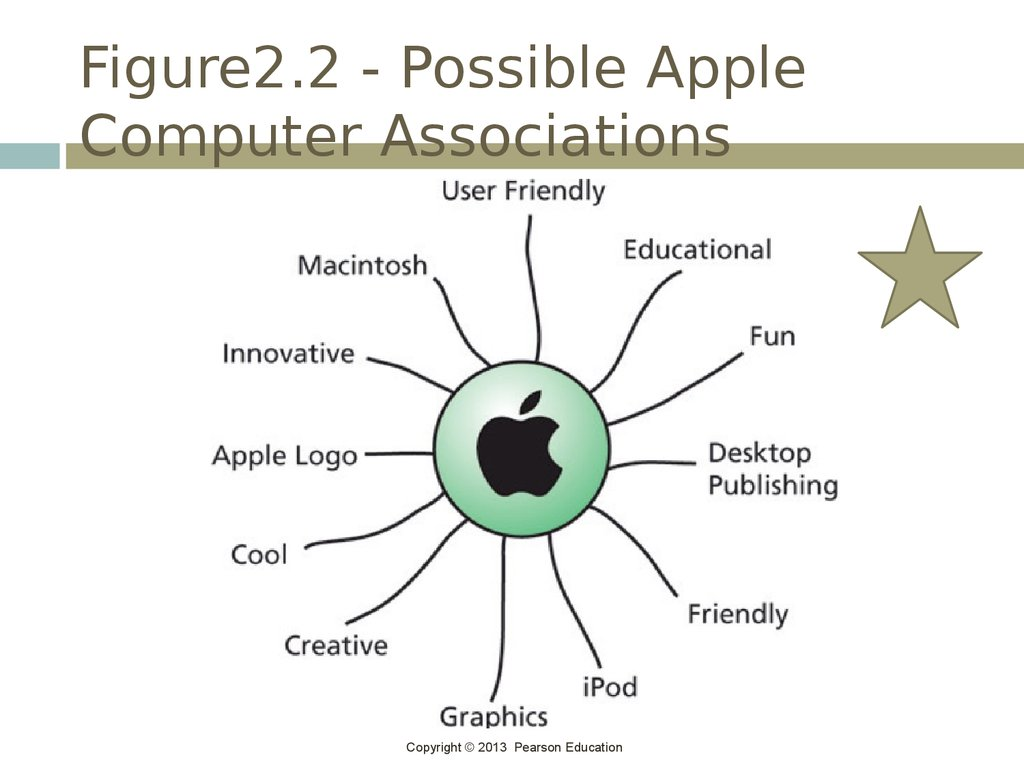 Figure2.2 - Possible Apple
Computer Associations
User Friendly
Educational
Macintosh
Fun
Innovative
Apple Logo
Desktop
Publishing
Cool
Friendly
Creative
iPod
Graphics
Copyright © 2013 Pearson Education